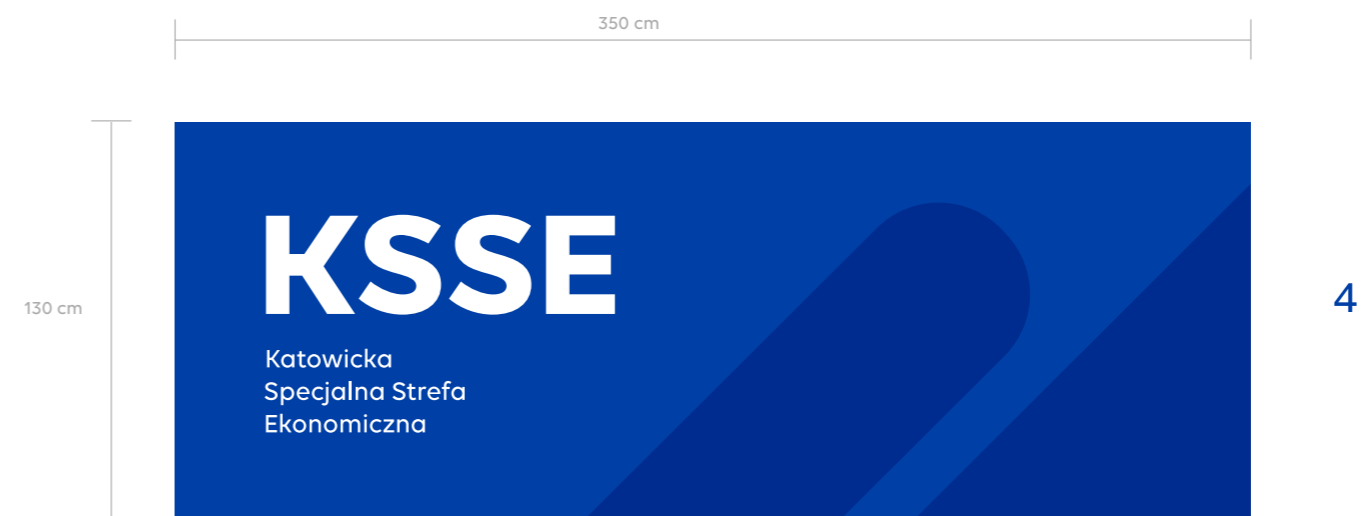 350 cm
130 cm
KSSE
Katowicka
Specjalna Strefa
Ekonomiczna
4